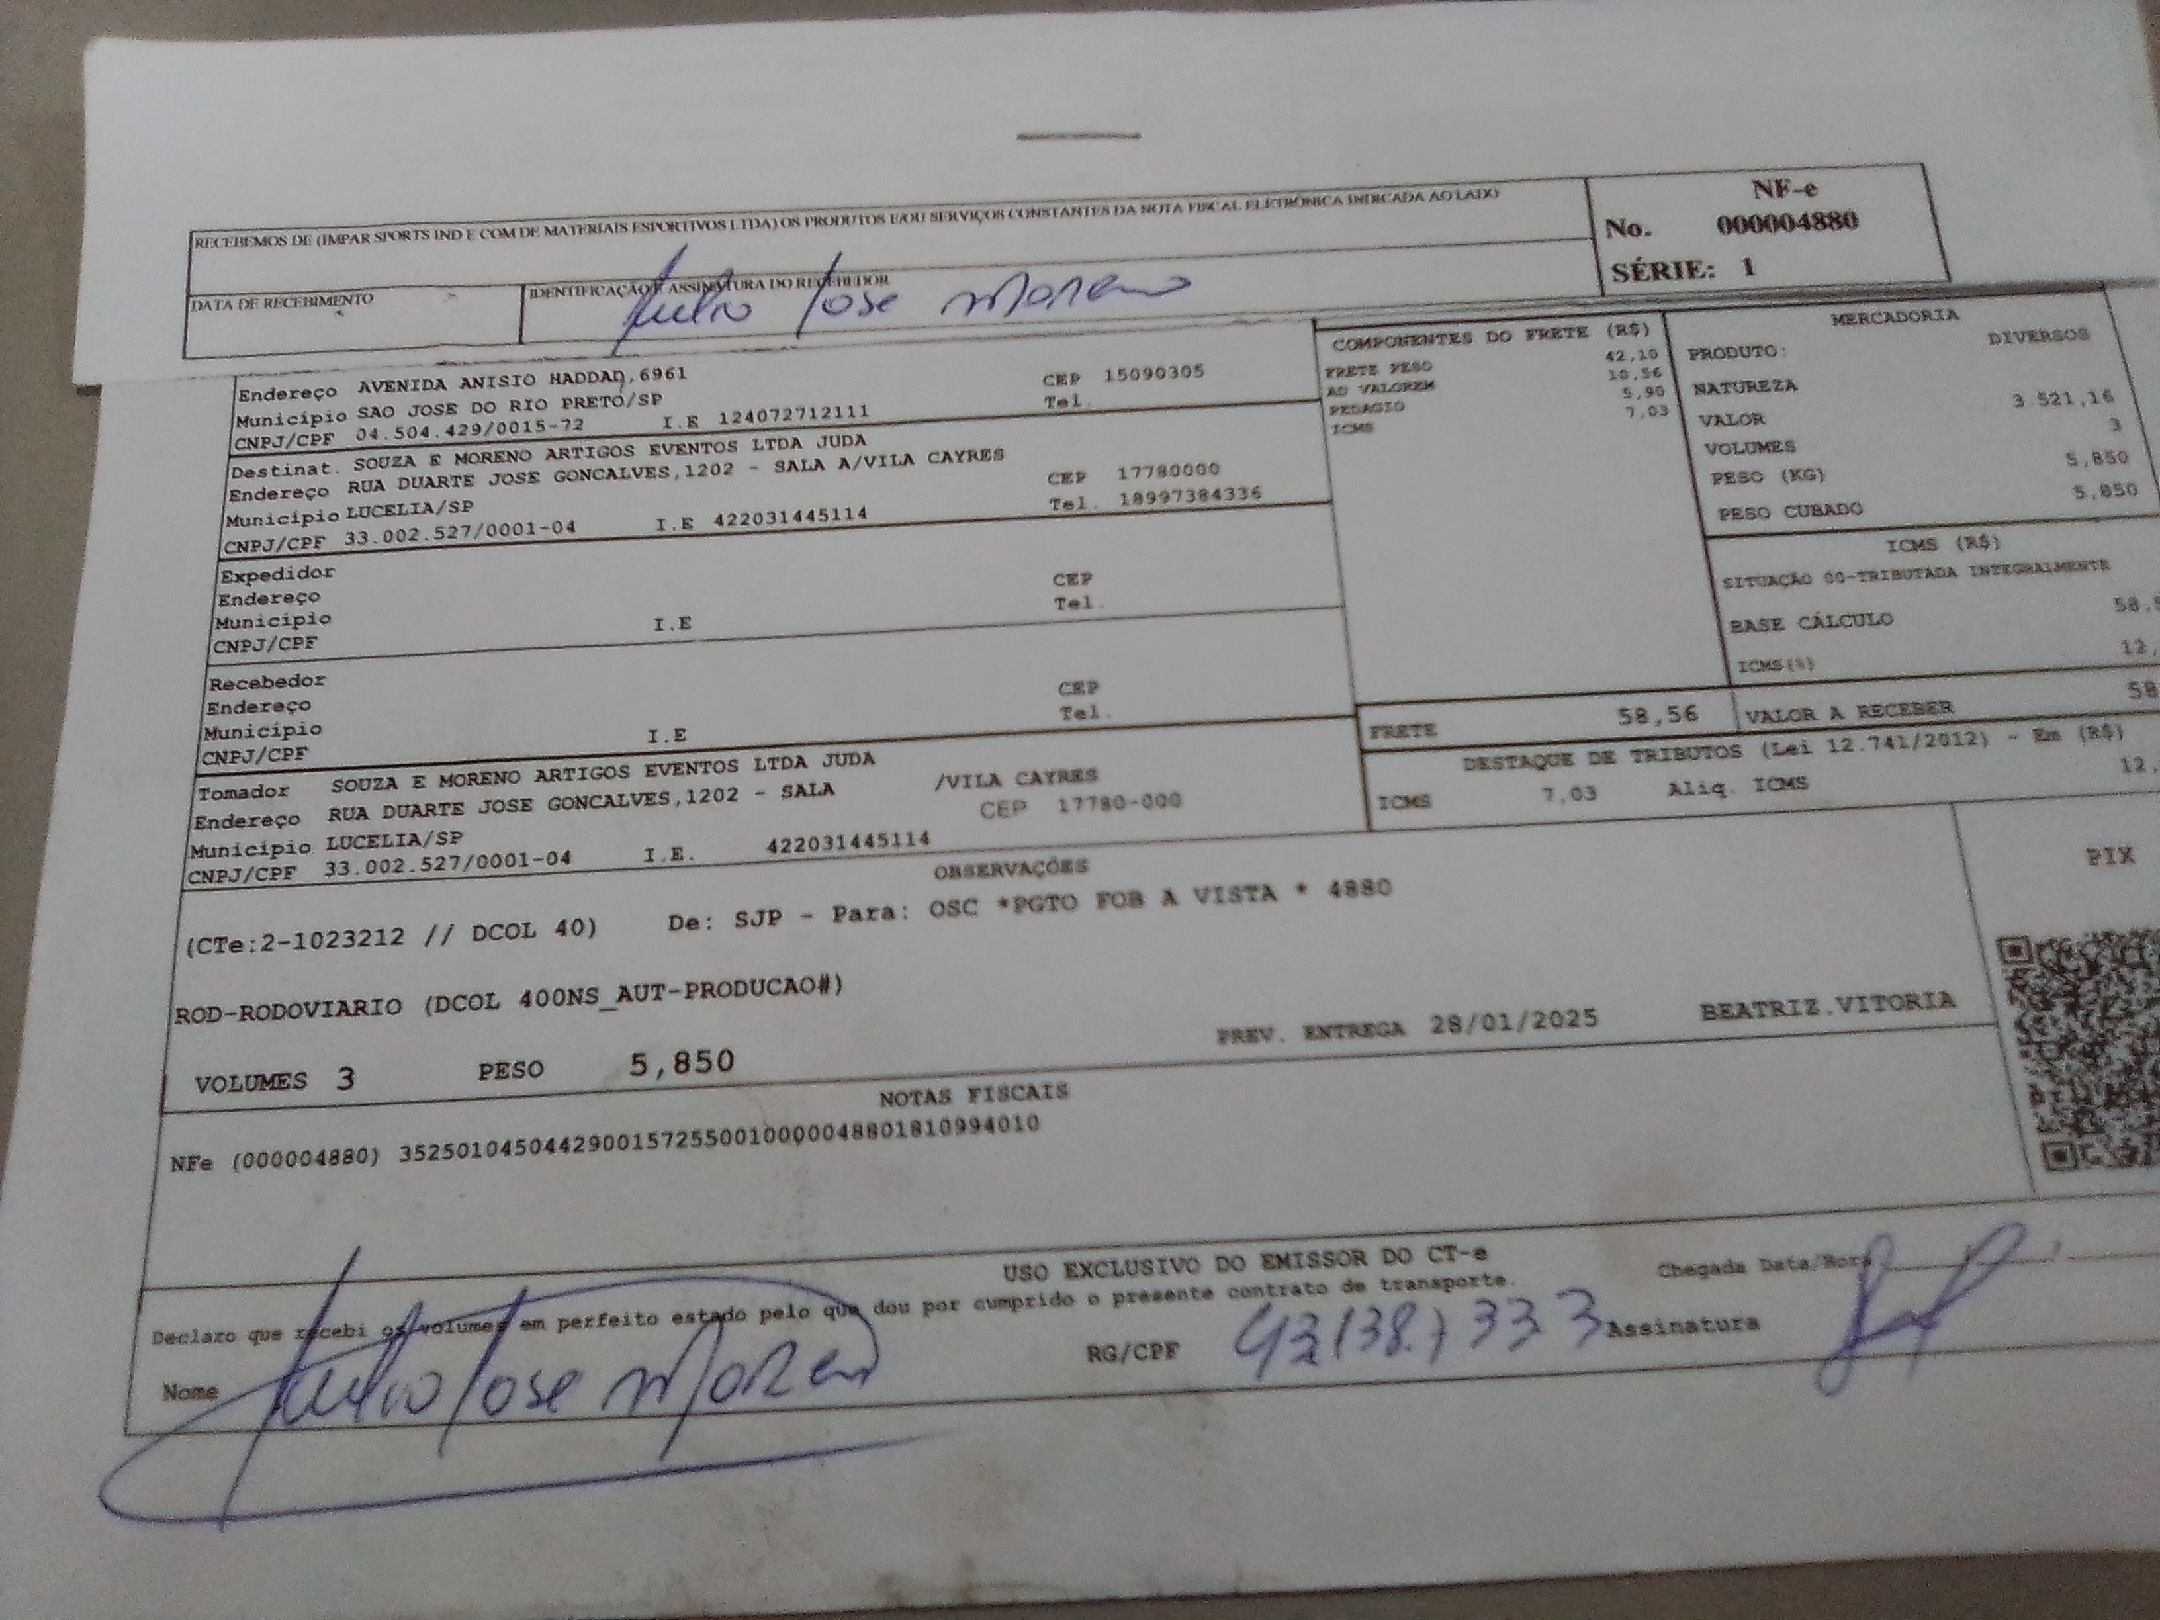 RECEBEMOS DE (IMPAR SPORTS IND E COM DE MATERIAIS ESPORTIVOS LTDA) OS PRODUTOS E/OU SERVIÇOS CONSTANTES DA NOTA FISCAL ELETRÔNICA INDICADA AO LADO
NF-e
No. 000004880
SÉRIE: 1
DATA DE RECEBIMENTO
IDENTIFICAÇÃO E ASSINATURA DO RECEBEDOR
Jose Moreno
Endereço AVENIDA ANISIO HADDAD,6961 CEP 15090305
Município SAO JOSE DO RIO PRETO/SP Tel.
CNPJ/CPF 04.504.429/0015-72 I.E 124072712111
Destinat. SOUZA E MORENO ARTIGOS EVENTOS LTDA JUDA
Endereço RUA DUARTE JOSE GONCALVES,1202 - SALA A/VILA CAYRES
Município LUCELIA/SP CEP 17780000
CNPJ/CPF 33.002.527/0001-04 I.E 422031445114 Tel. 18997384336
Expedidor
Endereço CEP
Município Tel.
CNPJ/CPF I.E
Recebedor
Endereço CEP
Município Tel.
CNPJ/CPF I.E
Tomador SOUZA E MORENO ARTIGOS EVENTOS LTDA JUDA
Endereço RUA DUARTE JOSE GONCALVES,1202 - SALA /VILA CAYRES
Município LUCELIA/SP CEP 17780-000
CNPJ/CPF 33.002.527/0001-04 I.E. 422031445114
COMPONENTES DO FRETE (R$)
FRETE PESO 42,10
AD VALOREM 10,56
PEDAGIO 5,90
ICMS 7,03
MERCADORIA
PRODUTO: DIVERSOS
NATUREZA
VALOR 3.521,16
VOLUMES 3
PESO (KG) 5,850
PESO CUBADO 5,850
ICMS (R$)
SITUAÇÃO 00-TRIBUTADA INTEGRALMENTE
BASE CÁLCULO 58,5
ICMS(%) 12,
FRETE 58,56 VALOR A RECEBER 58
DESTAQUE DE TRIBUTOS (Lei 12.741/2012) - Em (R$)
ICMS 7,03 Aliq. ICMS 12,
OBSERVAÇÕES
PIX
(CTe:2-1023212 // DCOL 40) De: SJP - Para: OSC *PGTO FOB A VISTA * 4880
ROD-RODOVIARIO (DCOL 400NS_AUT-PRODUCAO#)
PREV. ENTREGA 28/01/2025 BEATRIZ.VITORIA
VOLUMES 3 PESO 5,850
NOTAS FISCAIS
NFe (000004880) 35250104504429001572550010000048801810994010
USO EXCLUSIVO DO EMISSOR DO CT-e
Declaro que recebi os volumes em perfeito estado pelo que dou por cumprido o presente contrato de transporte.
Chegada Data/Hora
Nome Jose Moreno RG/CPF Assinatura